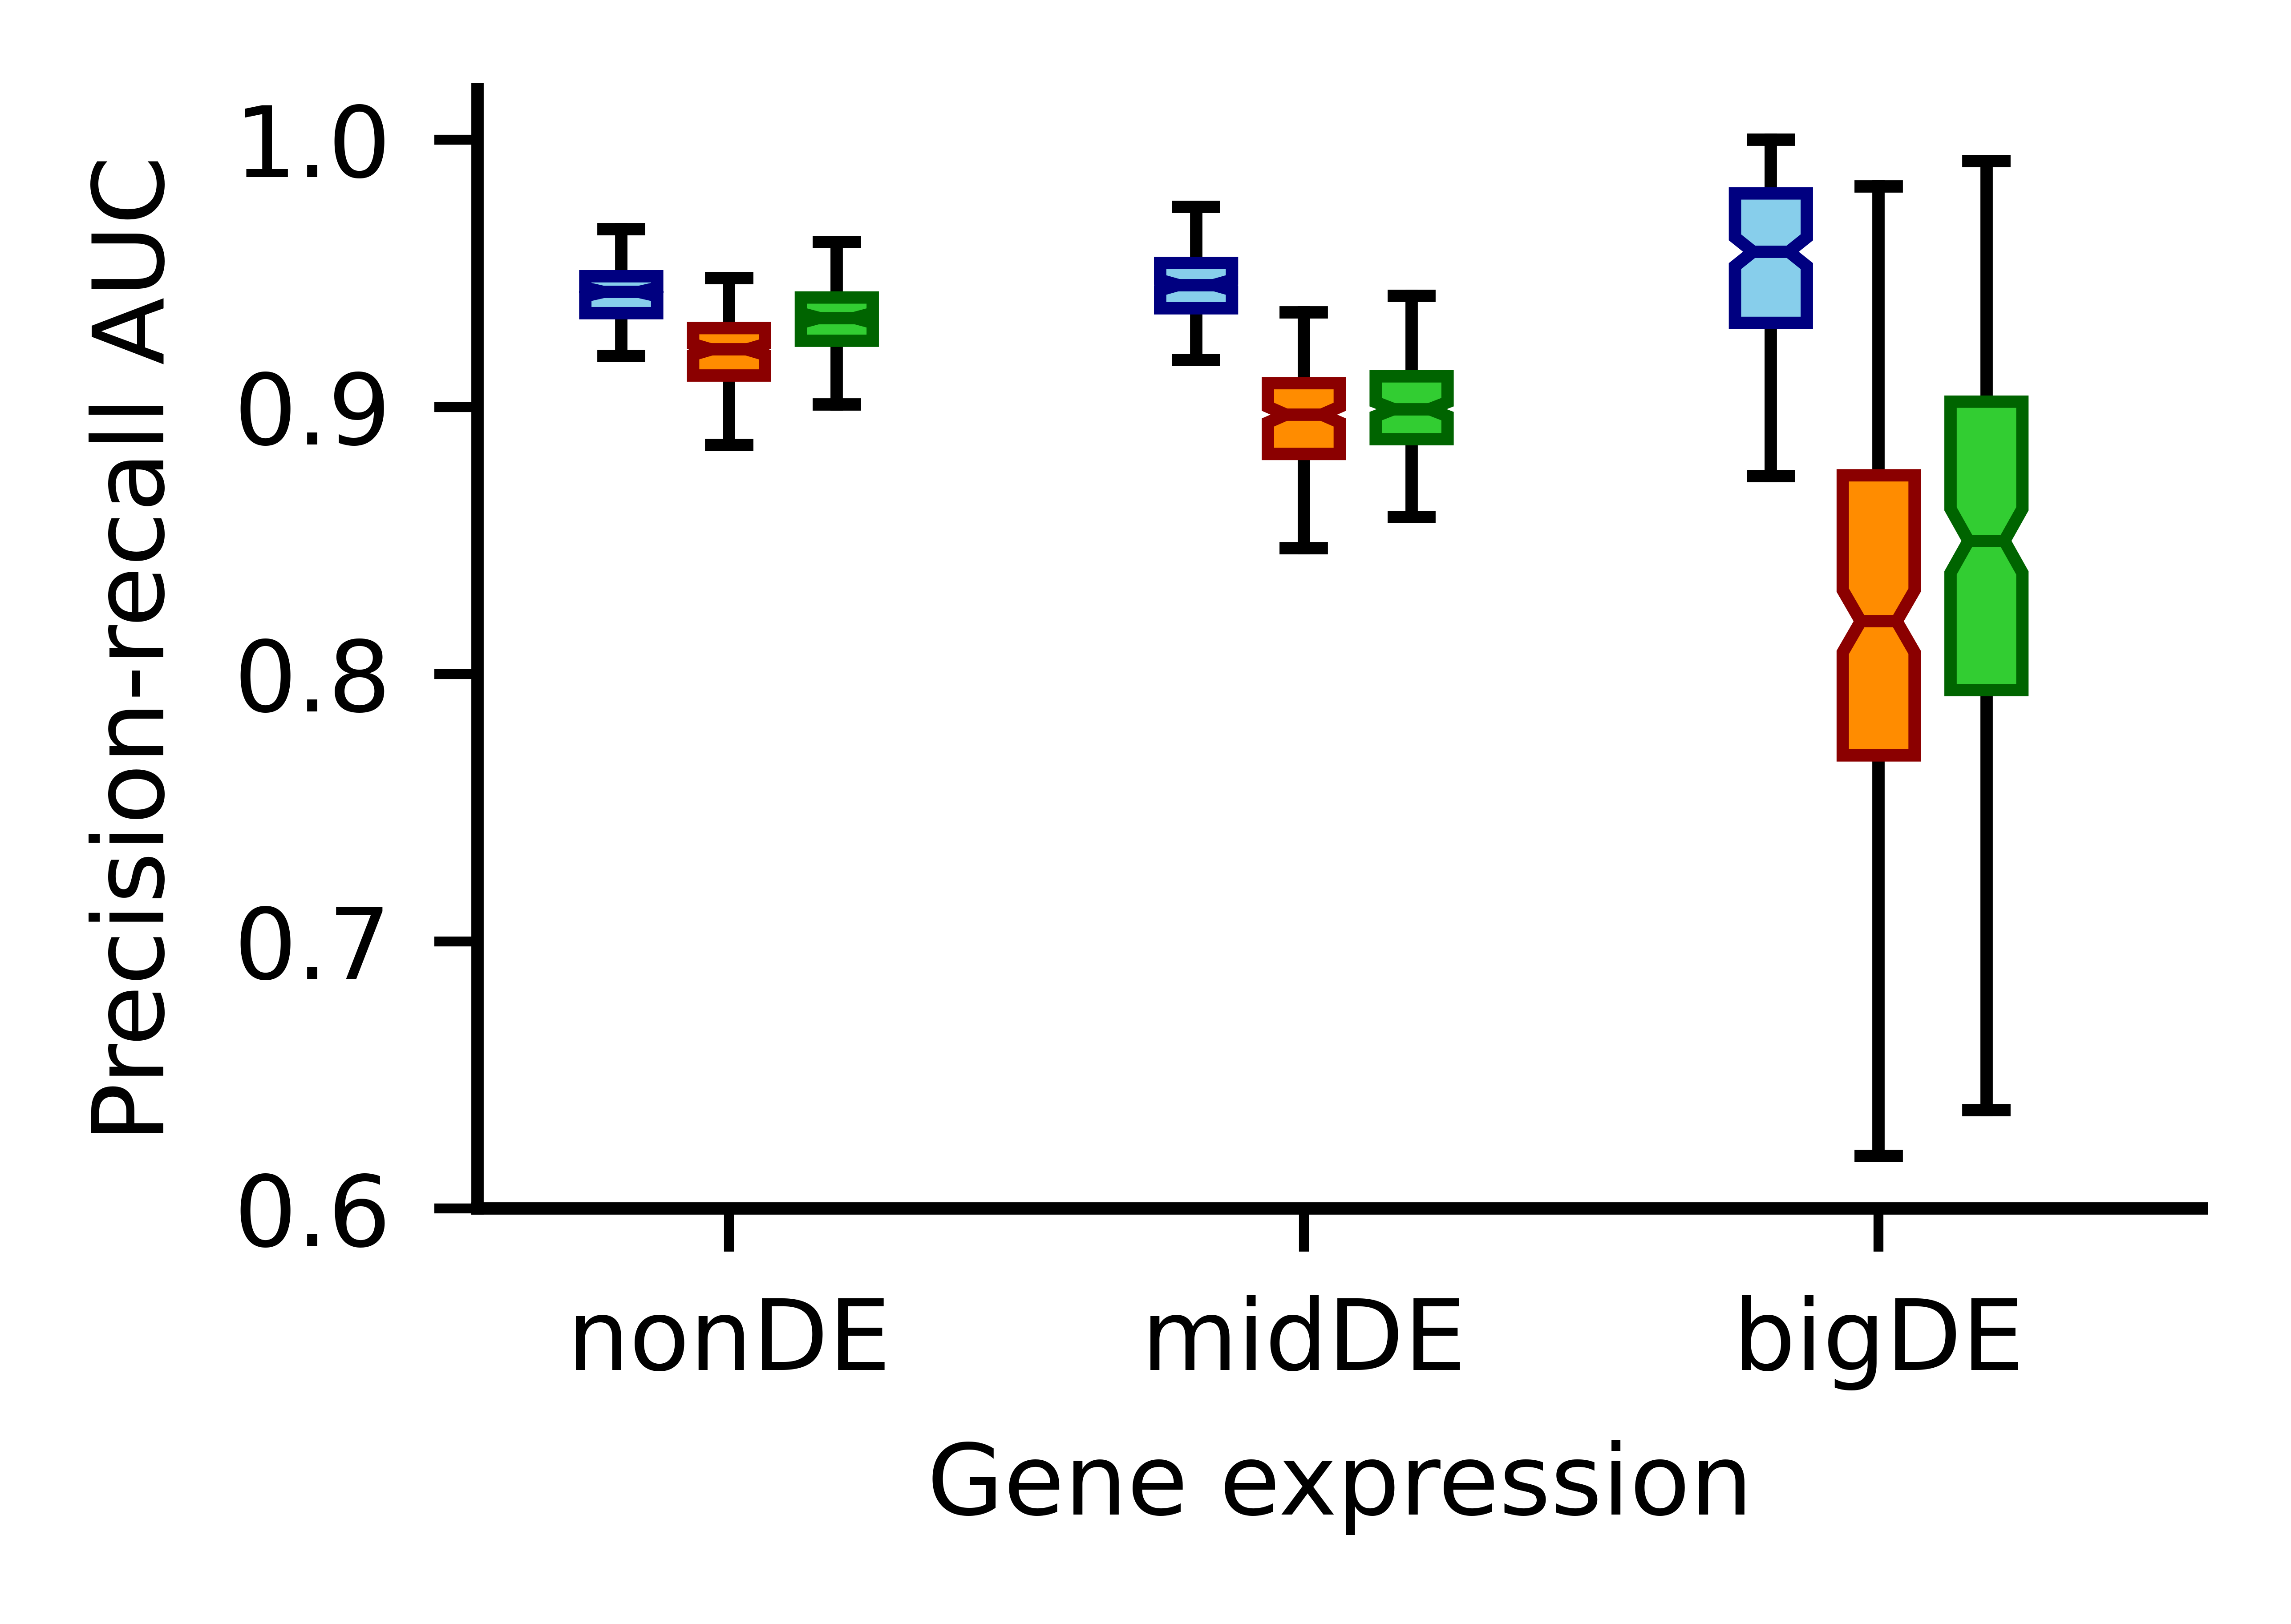 Precision-recall AUC
1.0
0.9
0.8
0.7
0.6
nonDE midDE bigDE
Gene expression